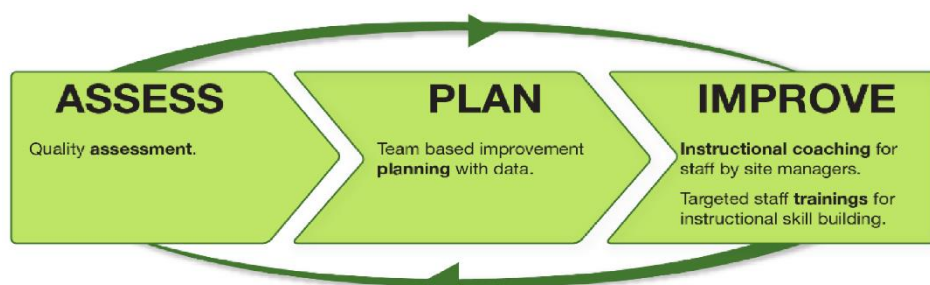 ASSESS
Quality assessment.
PLAN
Team based improvement
planning with data.
IMPROVE
Instructional coaching for
staff by site managers.
Targeted staff trainings for
instructional skill building.